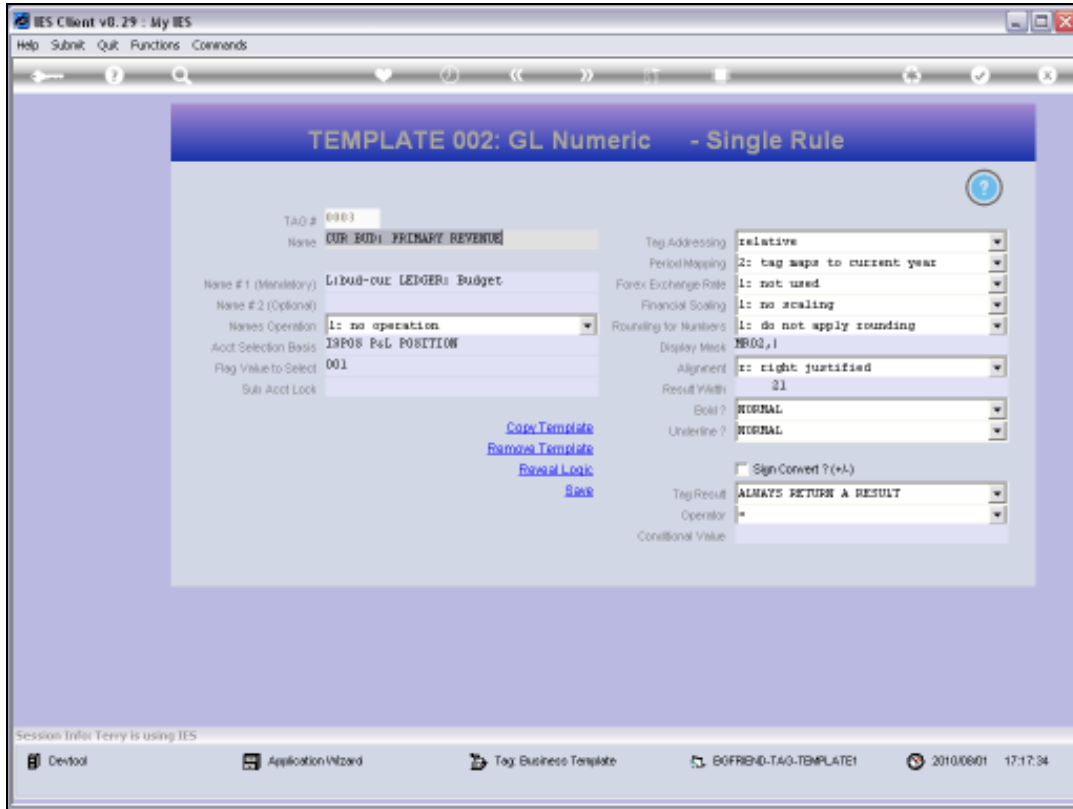 IES Client v8.29 : My IES
Help Submit Quit Functions Commands
TEMPLATE 002: GL Numeric - Single Rule
TAG # 0003
Name CUR BUD: PRIMARY REVENUE
Name # 1 (Mandatory) L:bud-cur LEDGER: Budget
Name # 2 (Optional)
Names Operation 1: no operation
Acct Selection Basis ISPOS P&L POSITION
Flag Value to Select 001
Sub Acct Lock
Copy Template
Remove Template
Reveal Logic
Save
Tag Addressing relative
Period Mapping 2: tag maps to current year
Forex Exchange Rate 1: not used
Financial Scaling 1: no scaling
Rounding for Numbers 1: do not apply rounding
Display Mask MR02,|
Alignment r: right justified
Result Width 21
Bold ? NORMAL
Underline ? NORMAL
Sign Convert ? (+/-)
Tag Result ALWAYS RETURN A RESULT
Operator =
Conditional Value
Session Info: Terry is using IES
Devtool Application Wizard Tag: Business Template BGFRIEND-TAG-TEMPLATE1 2010/08/01 17:17:34